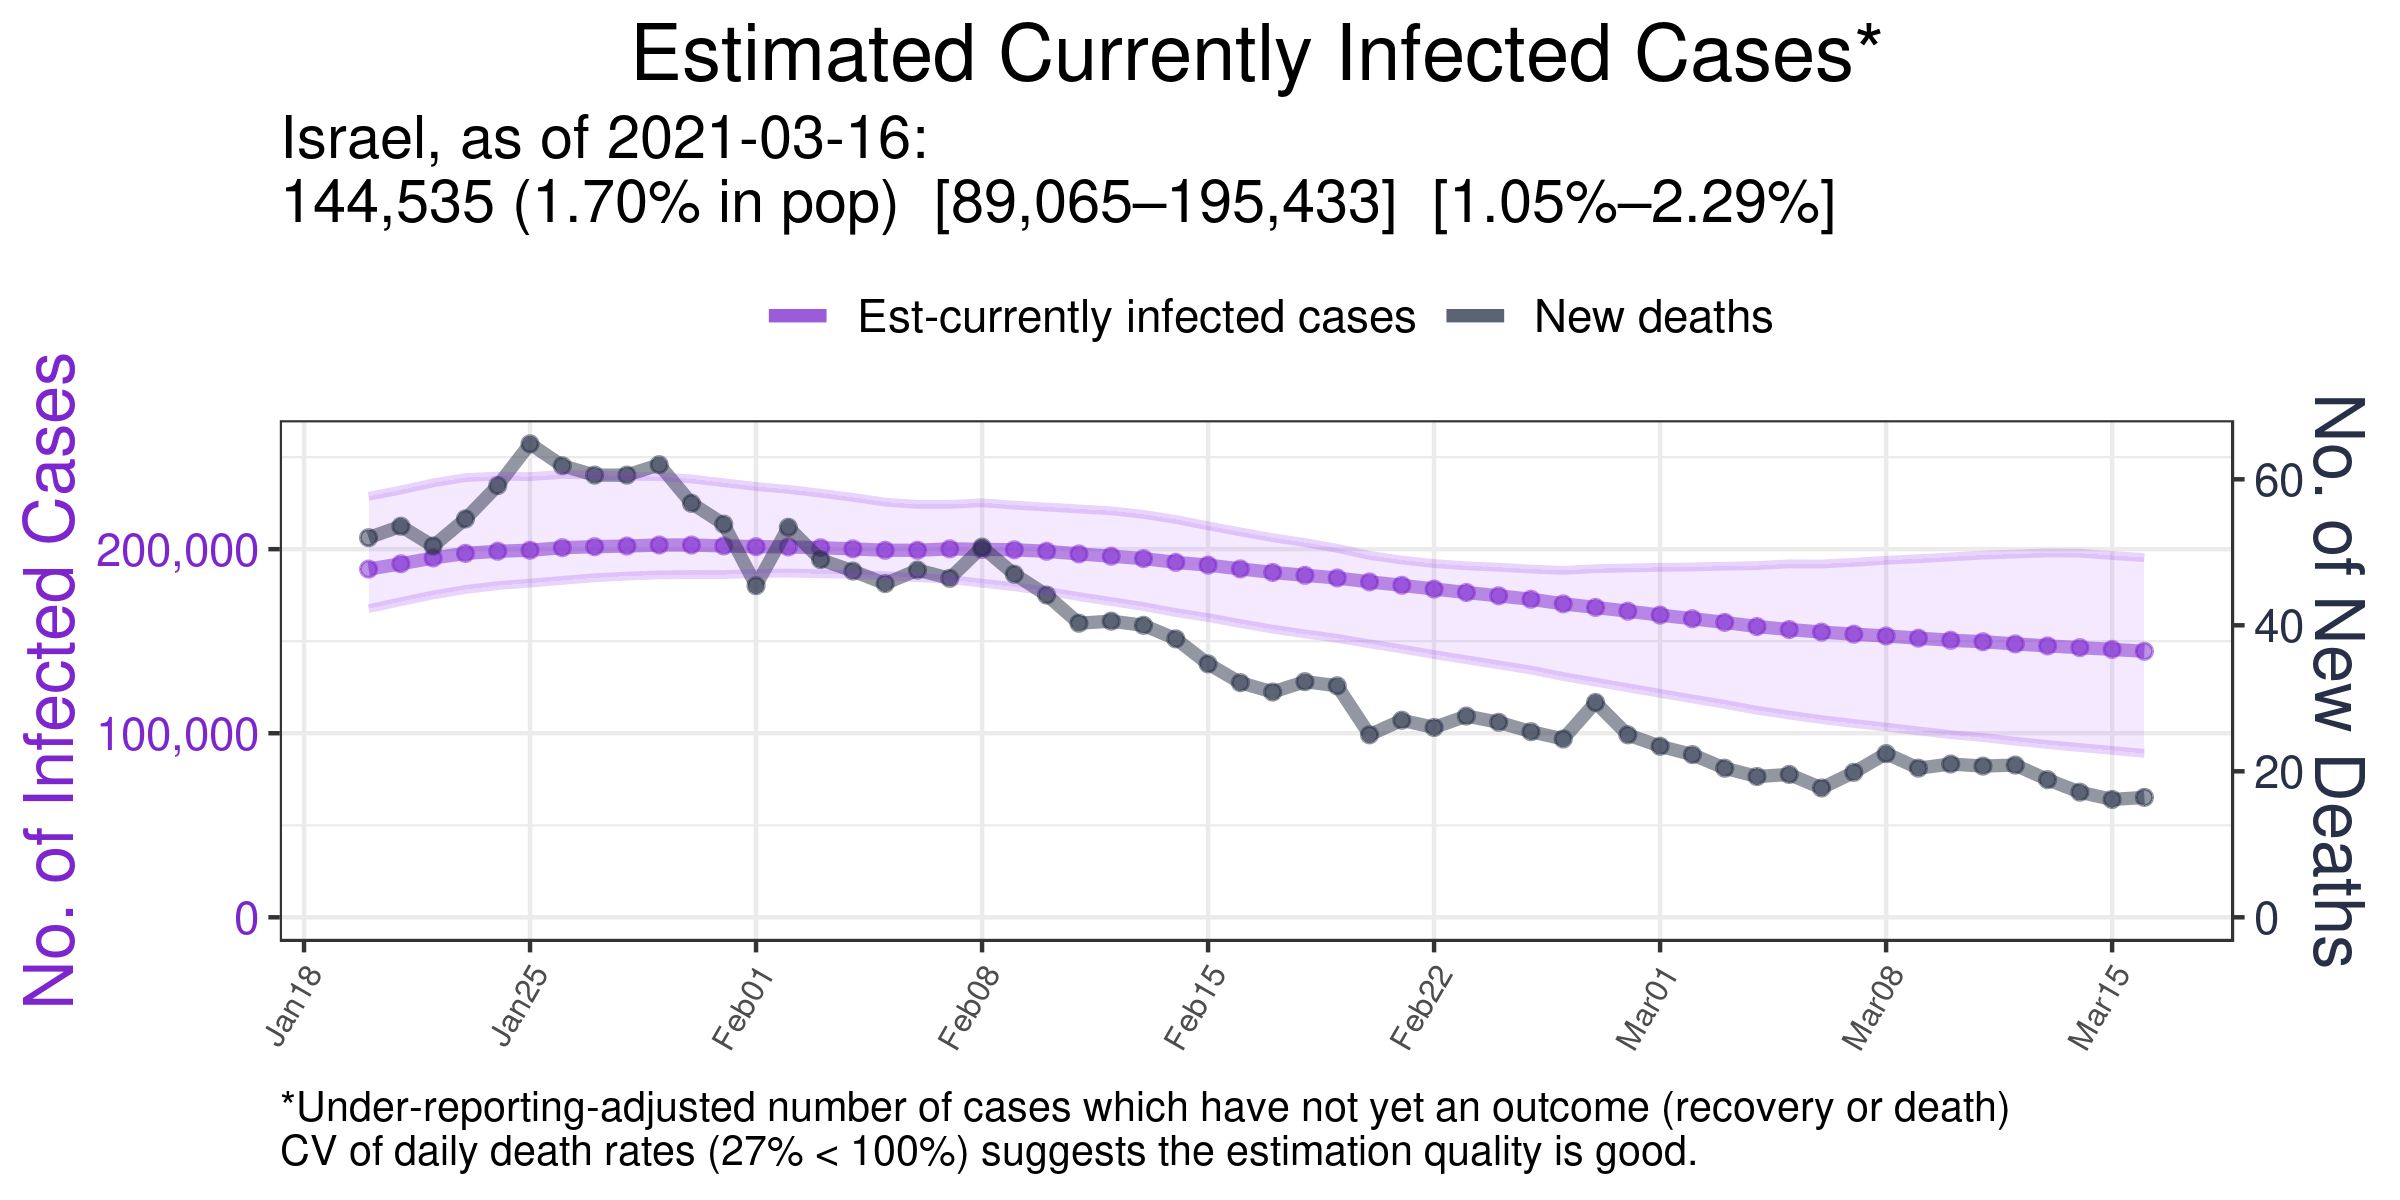 Estimated Currently Infected Cases*
Israel, as of 2021-03-16:
144,535 (1.70% in pop)  [89,065–195,433]  [1.05%–2.29%]
Est-currently infected cases
New deaths
No. of Infected Cases
200,000
100,000
0
60
40
20
0
No. of New Deaths
Jan18
Jan25
Feb01
Feb08
Feb15
Feb22
Mar01
Mar08
Mar15
*Under-reporting-adjusted number of cases which have not yet an outcome (recovery or death)
CV of daily death rates (27% < 100%) suggests the estimation quality is good.